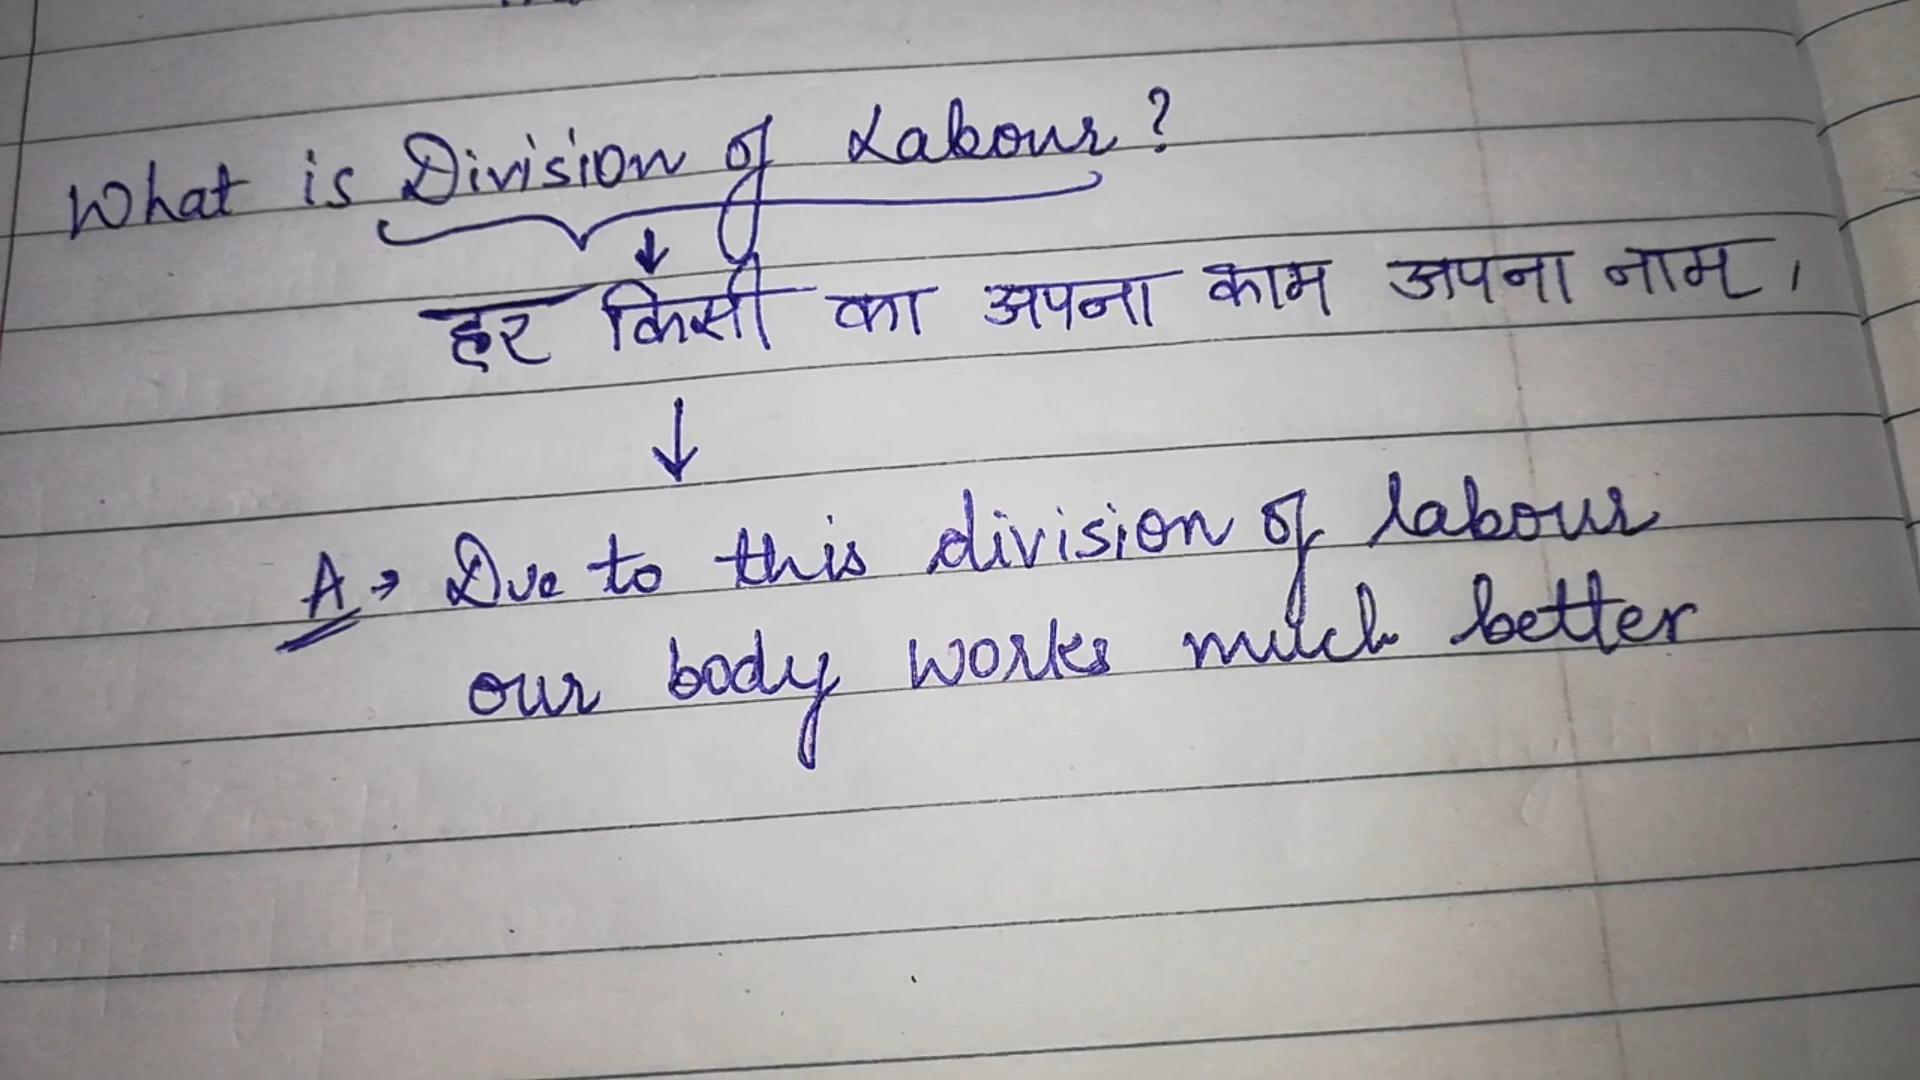 What is Division of Labour?
↓
हर किसी का अपना काम अपना नाम।
↓
A → Due to this division of labour
our body works much better